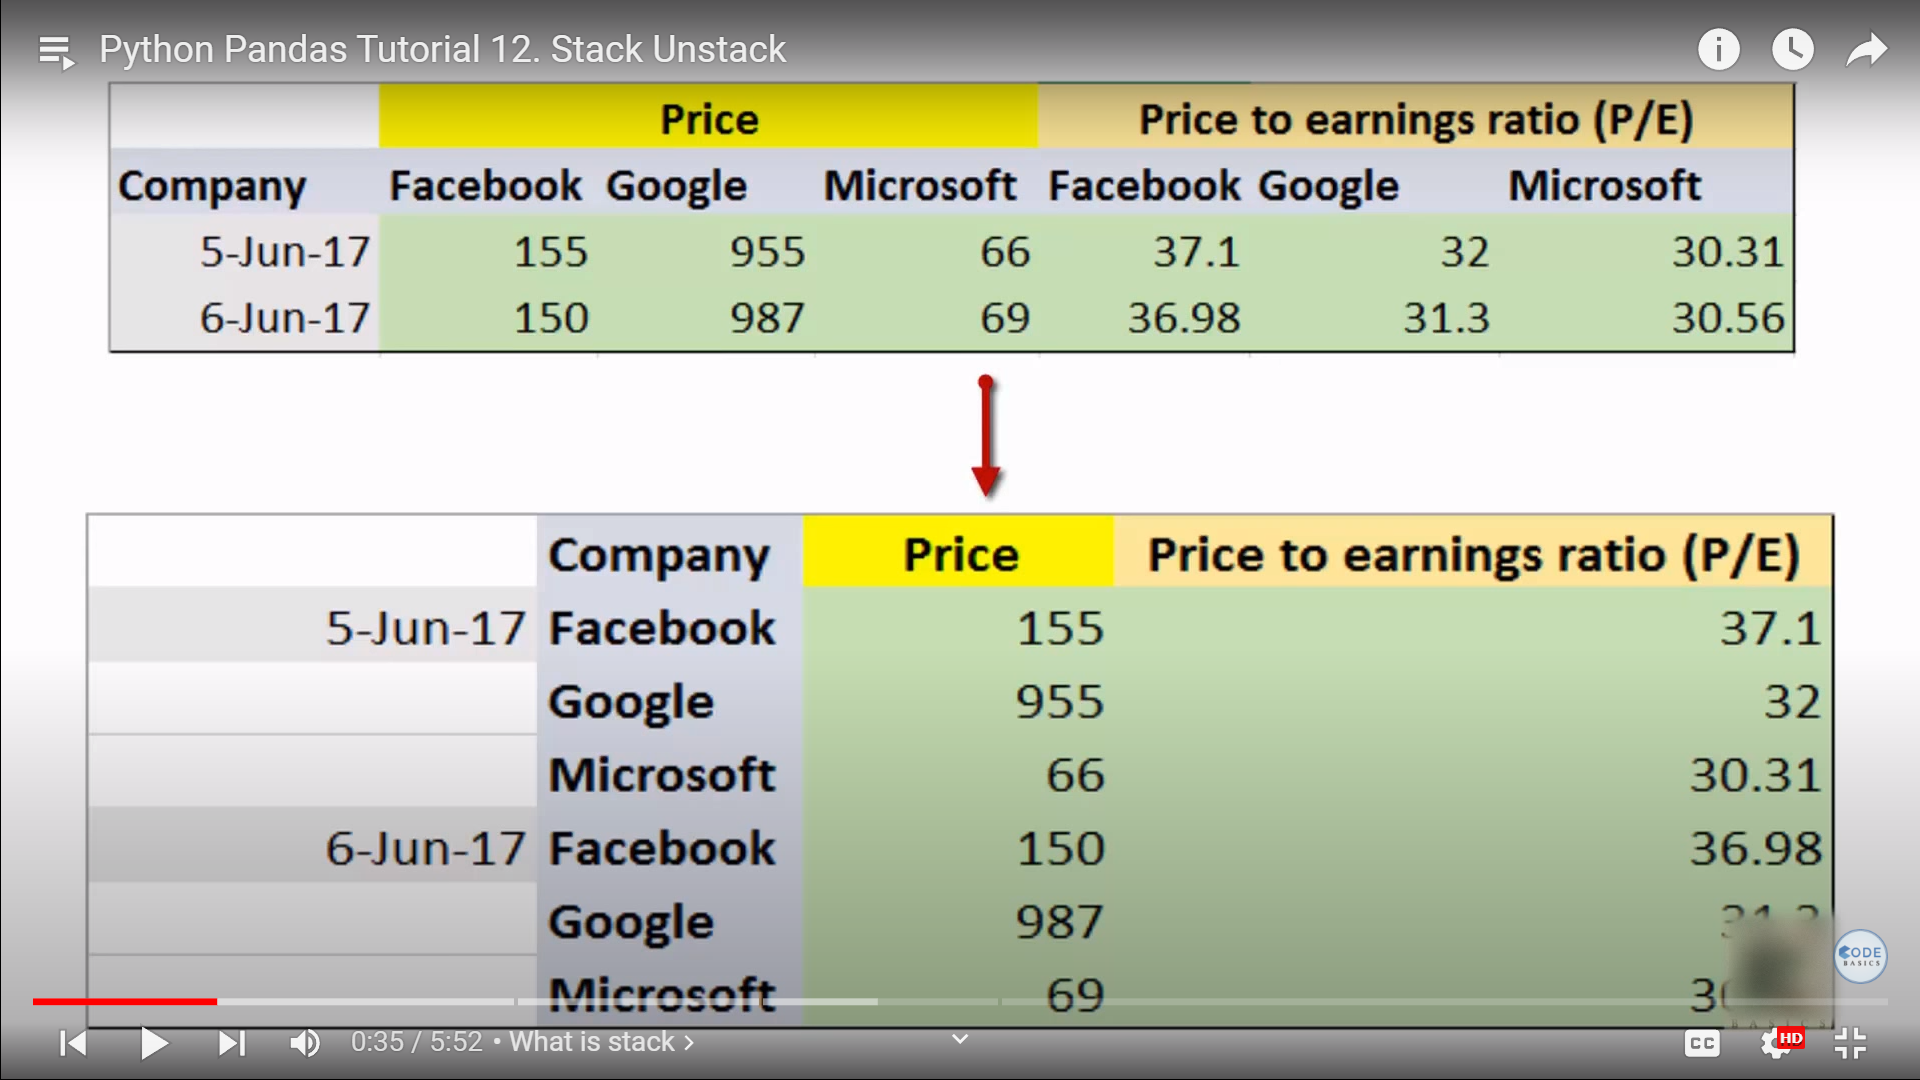 Python Pandas Tutorial 12. Stack Unstack
Price Price to earnings ratio (P/E)
Company Facebook Google Microsoft Facebook Google Microsoft
5-Jun-17 155 955 66 37.1 32 30.31
6-Jun-17 150 987 69 36.98 31.3 30.56
Company Price Price to earnings ratio (P/E)
5-Jun-17 Facebook 155 37.1
Google 955 32
Microsoft 66 30.31
6-Jun-17 Facebook 150 36.98
Google 987
CODE
BASICS
Microsoft 69
0:35 / 5:52 • What is stack ›
CC
HD